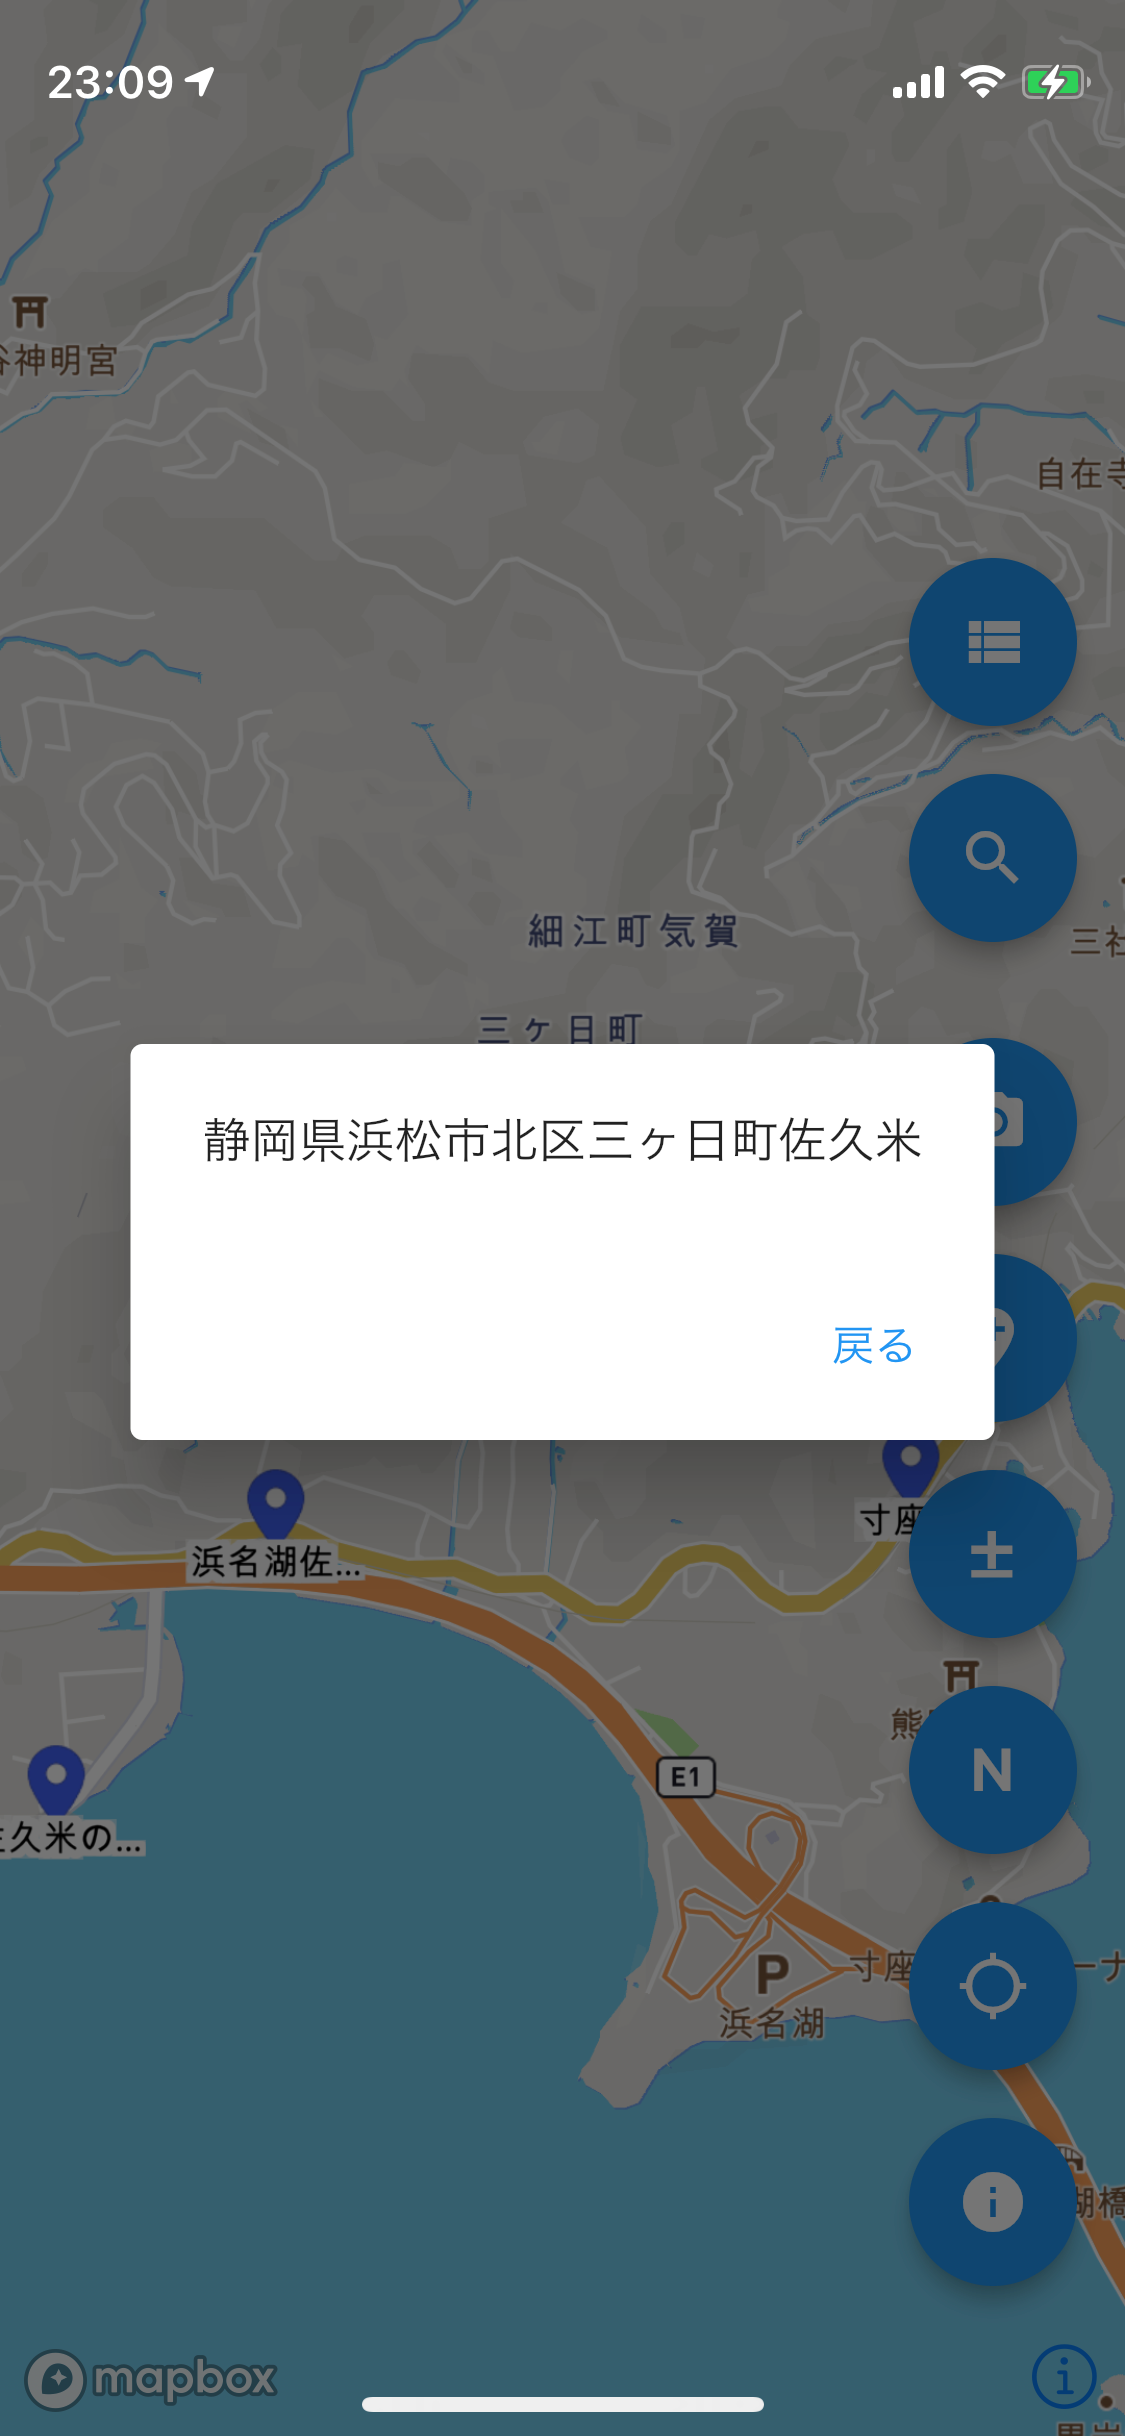 23:09
神明宮
自在寺
細江町気賀
三社
三ヶ日町
静岡県浜松市北区三ヶ日町佐久米
戻る
寸座
浜名湖佐...
熊
N
E1
久米の...
P
寸座
ーナ
浜名湖
湖橋
mapbox